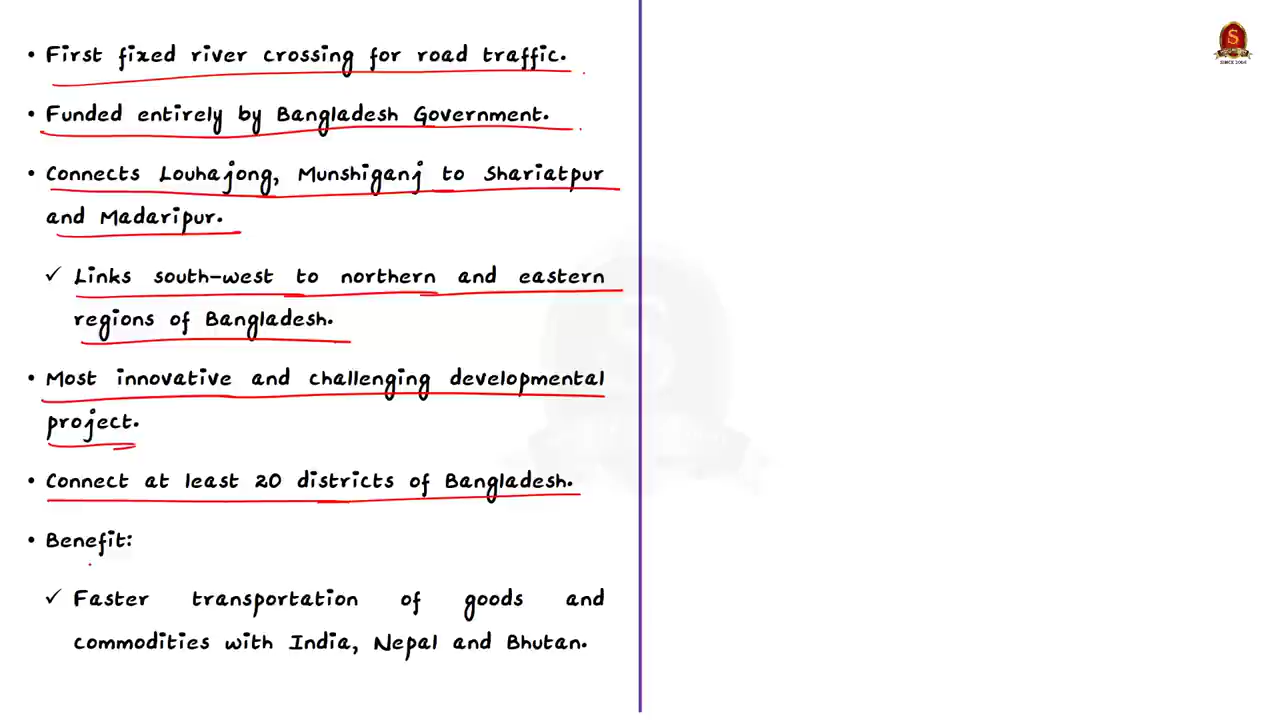 • First fixed river crossing for road traffic.
• Funded entirely by Bangladesh Government.
• Connects Louhajong, Munshiganj to Shariatpur
and Madaripur.
✓ Links south-west to northern and eastern
regions of Bangladesh.
• Most innovative and challenging developmental
project.
• Connect at least 20 districts of Bangladesh.
• Benefit:
✓ Faster transportation of goods and
commodities with India, Nepal and Bhutan.
S
SINCE 2004